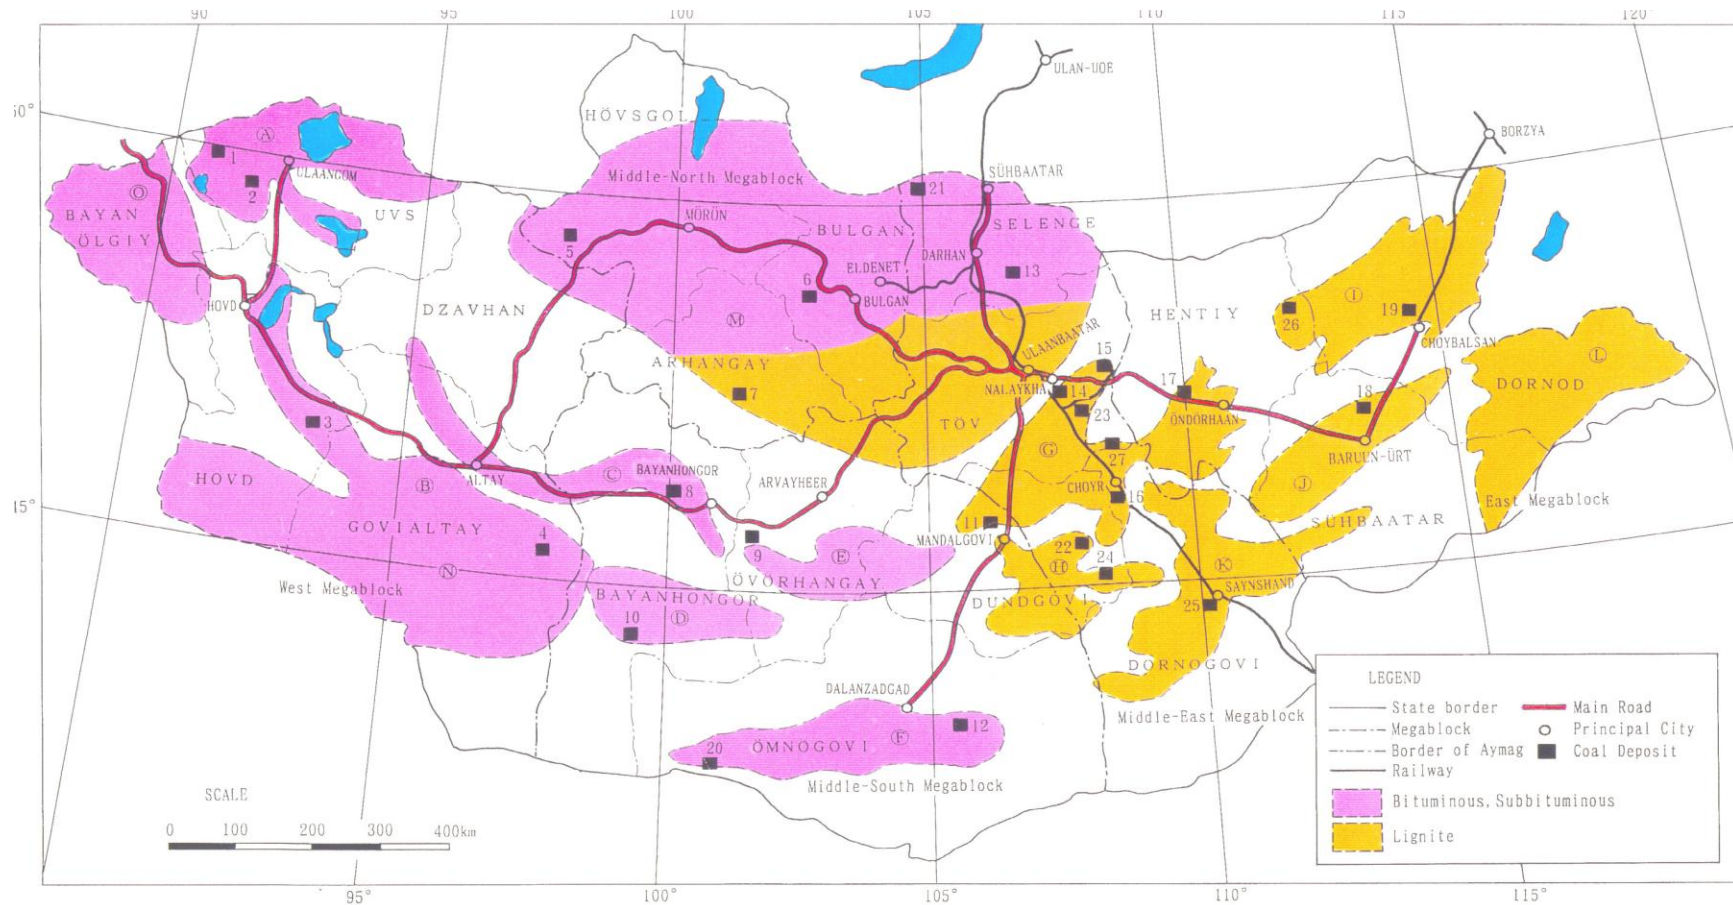 90
95
100
105
110
115
120°
ULAN-UOE
HÖVSGOL
BORZYA
Ⓐ
1
2
ULAANGOM
Ⓞ
BAYAN
ÖLGIY
UVS
Middle-North Megablock
21
SÜHBAATAR
MÖRÖN
BULGAN
SELENGE
5
DARHAN
ELDENET
13
HOVD
6
BULGAN
DZAVHAN
Ⓜ
HENTIY
Ⓘ
26
19
CHOYBALSAN
ULAANBAATAR
ARHANGAY
15
Ⓛ
DORNOD
7
NALAYKHA
14
17
18
23
ÖNDORHAAN
3
TÖV
BARUUN-ÜRT
Ⓖ
27
HOVD
Ⓑ
ALTAY
Ⓒ
BAYANHONGOR
8
ARVAYHEER
CHOYR
16
Ⓙ
East Megablock
15°
GOVIALTAY
4
11
MANDALGOVI
SÜHBAATAR
9
Ⓔ
22
24
Ⓝ
West Megablock
ÖVÖRHANGAY
Ⓗ
Ⓚ
SAYNSHAND
BAYANHONGOR
DUNDGOVI
25
10
Ⓓ
DORNOGOVI
DALANZADGAD
Middle-East Megablock
12
Ⓕ
ÖMNOGOVI
20
Middle-South Megablock
SCALE
0 100 200 300 400km
LEGEND
State border Main Road
Megablock Principal City
Border of Aymag Coal Deposit
Railway
Bituminous, Subbituminous
Lignite
95°
100°
105°
110°
115°